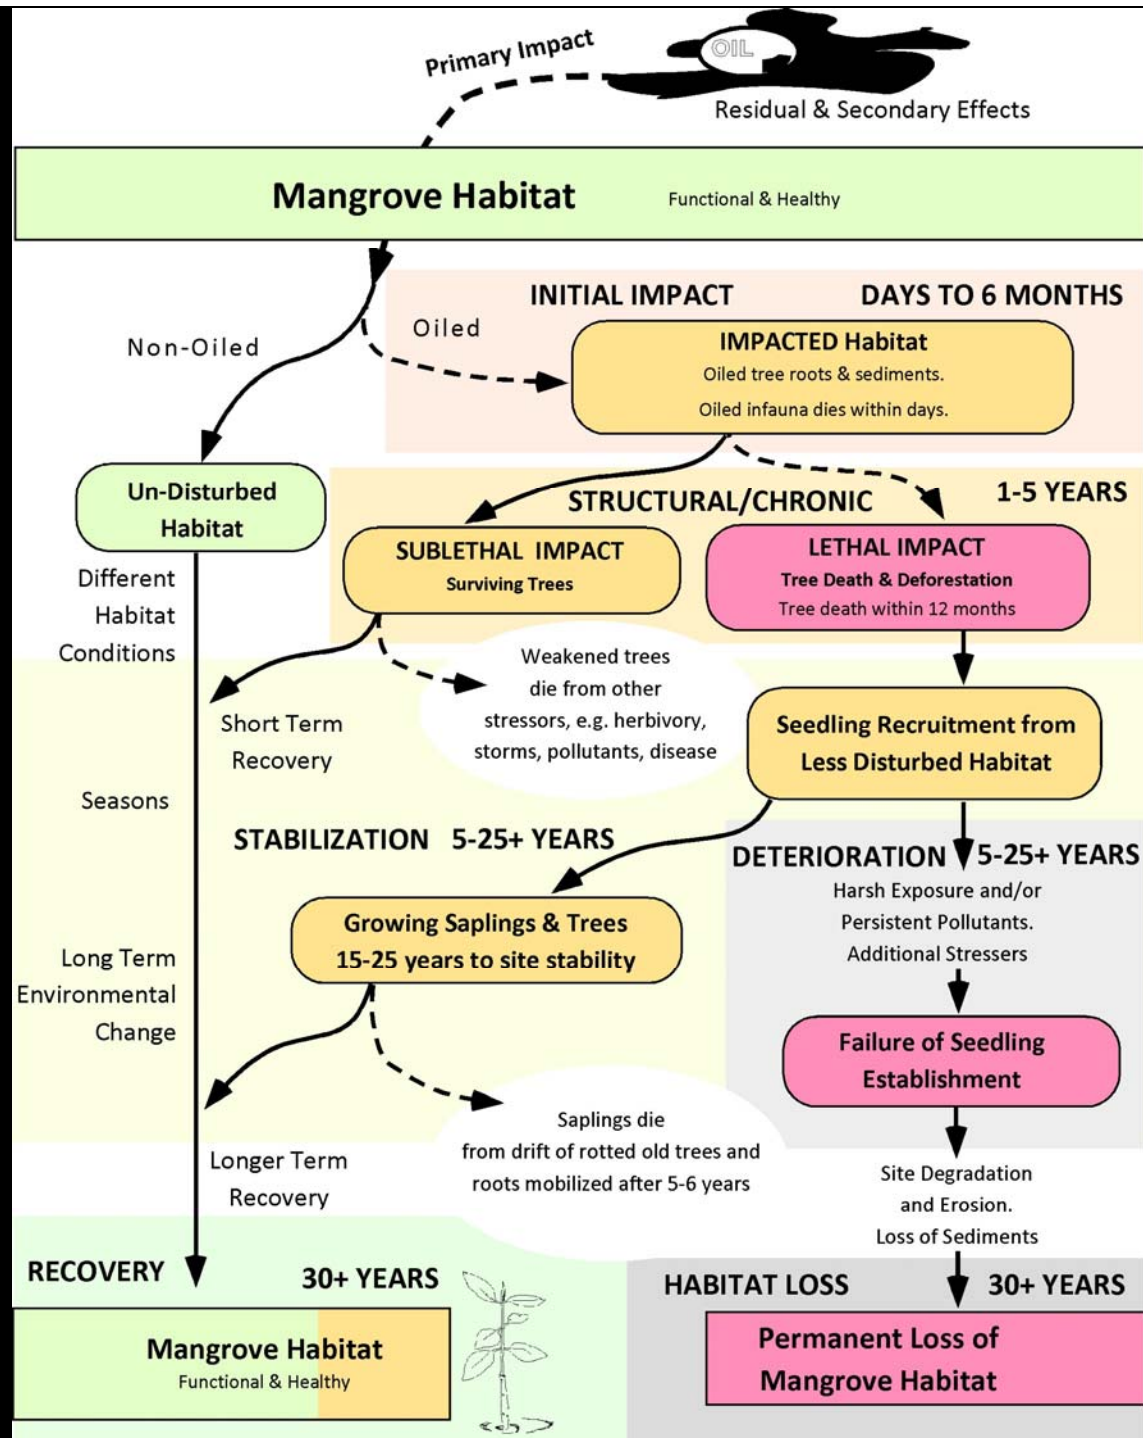 Primary Impact
OIL
Residual & Secondary Effects
Mangrove Habitat Functional & Healthy
INITIAL IMPACT DAYS TO 6 MONTHS
Non-Oiled
Oiled
IMPACTED Habitat
Oiled tree roots & sediments.
Oiled infauna dies within days.
Un-Disturbed
Habitat
STRUCTURAL/CHRONIC 1-5 YEARS
SUBLETHAL IMPACT
Surviving Trees
LETHAL IMPACT
Tree Death & Deforestation
Tree death within 12 months
Different
Habitat
Conditions
Short Term
Recovery
Weakened trees
die from other
stressors, e.g. herbivory,
storms, pollutants, disease
Seedling Recruitment from
Less Disturbed Habitat
Seasons
STABILIZATION 5-25+ YEARS
DETERIORATION 5-25+ YEARS
Harsh Exposure and/or
Persistent Pollutants.
Additional Stressers
Growing Saplings & Trees
15-25 years to site stability
Long Term
Environmental
Change
Failure of Seedling
Establishment
Saplings die
from drift of rotted old trees and
roots mobilized after 5-6 years
Longer Term
Recovery
Site Degradation
and Erosion.
Loss of Sediments
RECOVERY 30+ YEARS
Mangrove Habitat
Functional & Healthy
HABITAT LOSS 30+ YEARS
Permanent Loss of
Mangrove Habitat